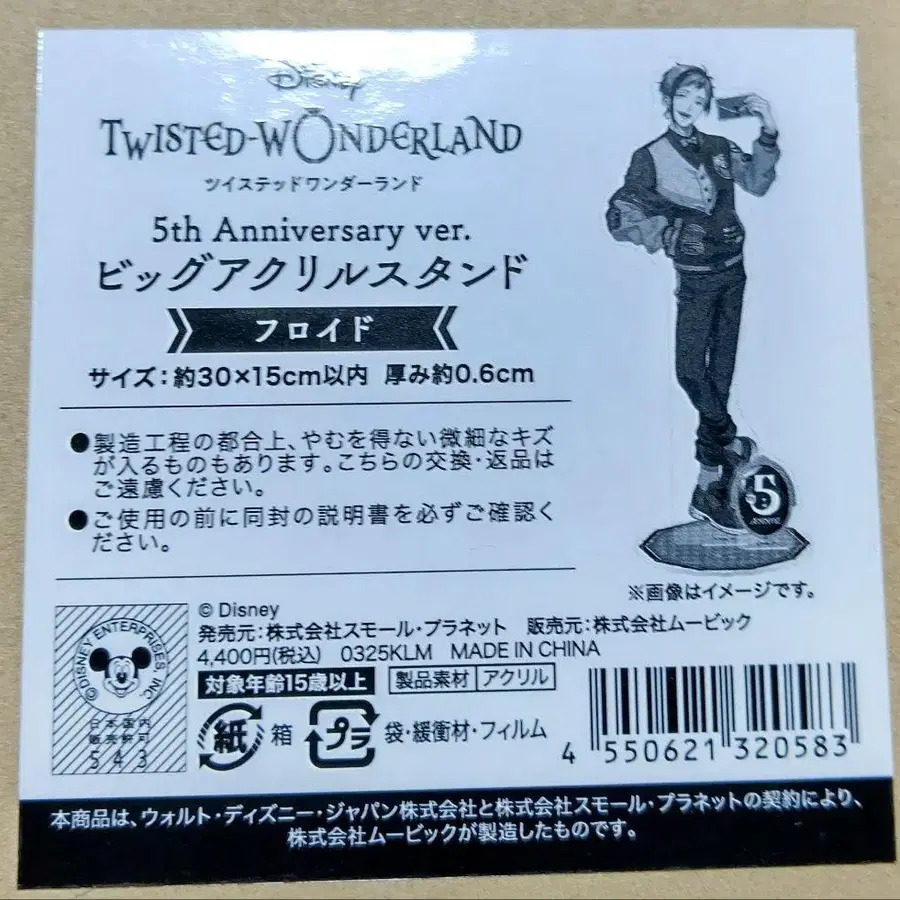 Disney
TWISTED-WONDERLAND
ツイステッドワンダーランド
5th Anniversary ver.
ビッグアクリルスタンド
フロイド
サイズ:約30×15cm以内 厚み約0.6cm
●製造工程の都合上、やむを得ない微細なキズ
が入るものもあります。こちらの交換・返品は
ご遠慮ください。
●ご使用の前に同封の説明書を必ずご確認く
ださい。
5
ANNIV.
※画像はイメージです。
©DISNEY ENTERPRISES INC.
日本国内
販売許可
543
© Disney
発売元:株式会社スモール・プラネット 販売元:株式会社ムービック
4,400円(税込) 0325KLM MADE IN CHINA
対象年齢15歳以上 製品素材 アクリル
紙 箱 プラ 袋・緩衝材・フィルム
4 550621 320583
本商品は、ウォルト・ディズニー・ジャパン株式会社と株式会社スモール・プラネットの契約により、
株式会社ムービックが製造したものです。